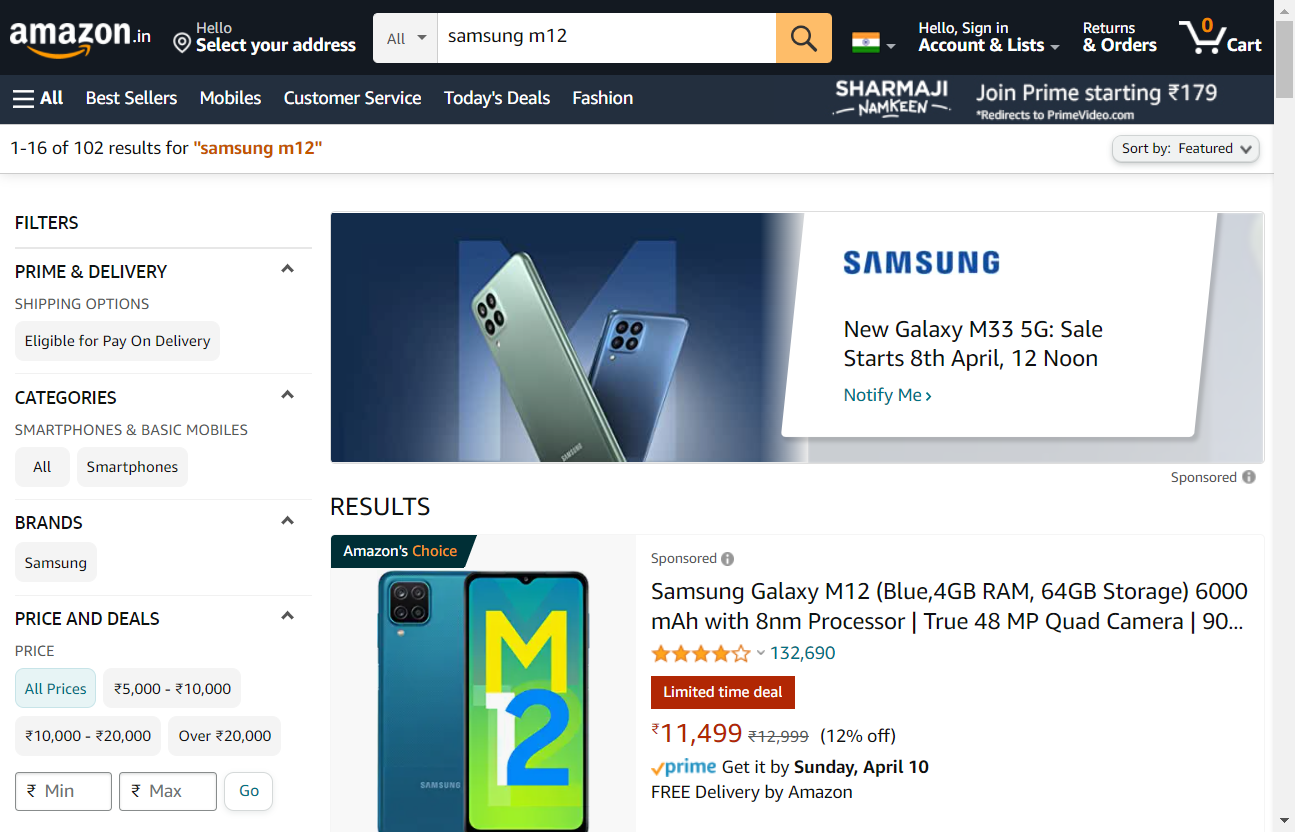 amazon.in
Hello
Select your address
All
samsung m12
Hello, Sign in
Account & Lists
Returns
& Orders
0
Cart
All
Best Sellers
Mobiles
Customer Service
Today's Deals
Fashion
SHARMAJI
NAMKEEN
Join Prime starting ₹179
*Redirects to PrimeVideo.com
1-16 of 102 results for "samsung m12"
Sort by: Featured
FILTERS
PRIME & DELIVERY
SHIPPING OPTIONS
Eligible for Pay On Delivery
CATEGORIES
SMARTPHONES & BASIC MOBILES
All
Smartphones
BRANDS
Samsung
PRICE AND DEALS
PRICE
All Prices
₹5,000 - ₹10,000
₹10,000 - ₹20,000
Over ₹20,000
₹ Min
₹ Max
Go
SAMSUNG
SAMSUNG
New Galaxy M33 5G: Sale
Starts 8th April, 12 Noon
Notify Me ›
Sponsored
RESULTS
Amazon's Choice
M
12
SAMSUNG
Sponsored
Samsung Galaxy M12 (Blue,4GB RAM, 64GB Storage) 6000
mAh with 8nm Processor | True 48 MP Quad Camera | 90...
132,690
Limited time deal
₹11,499 ₹12,999 (12% off)
prime Get it by Sunday, April 10
FREE Delivery by Amazon